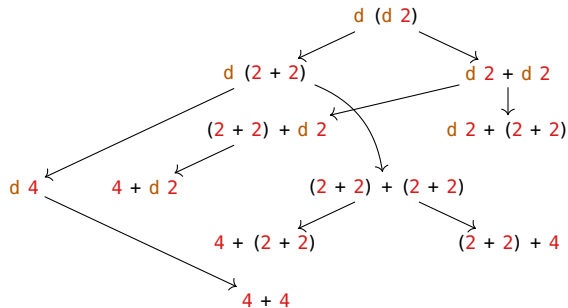 d (d 2)
d (2 + 2)
d 2 + d 2
(2 + 2) + d 2
d 2 + (2 + 2)
d 4
4 + d 2
(2 + 2) + (2 + 2)
4 + (2 + 2)
(2 + 2) + 4
4 + 4